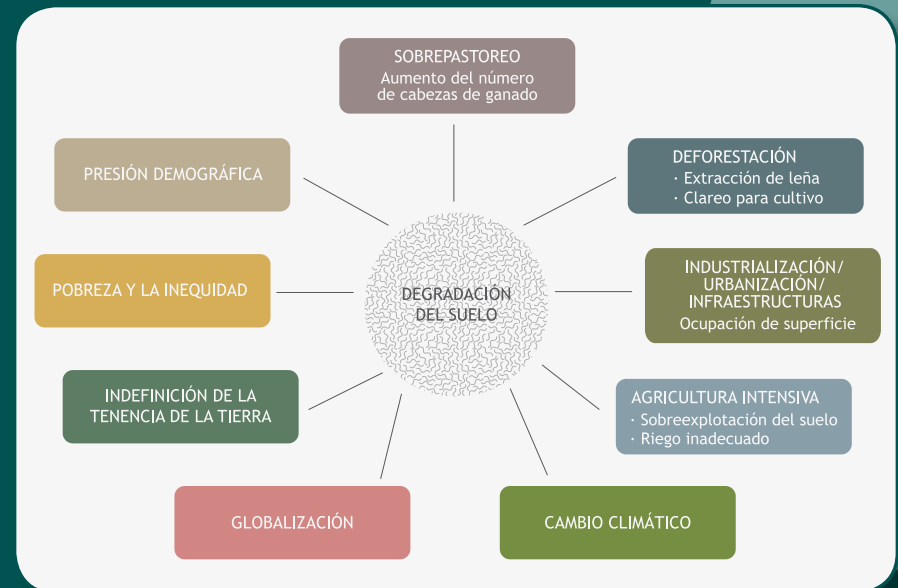 SOBREPASTOREO
Aumento del número
de cabezas de ganado
PRESIÓN DEMOGRÁFICA
DEFORESTACIÓN
· Extracción de leña
· Clareo para cultivo
POBREZA Y LA INEQUIDAD
DEGRADACIÓN
DEL SUELO
INDUSTRIALIZACIÓN/
URBANIZACIÓN/
INFRAESTRUCTURAS
Ocupación de superficie
INDEFINICIÓN DE LA
TENENCIA DE LA TIERRA
AGRICULTURA INTENSIVA
· Sobreexplotación del suelo
· Riego inadecuado
GLOBALIZACIÓN
CAMBIO CLIMÁTICO